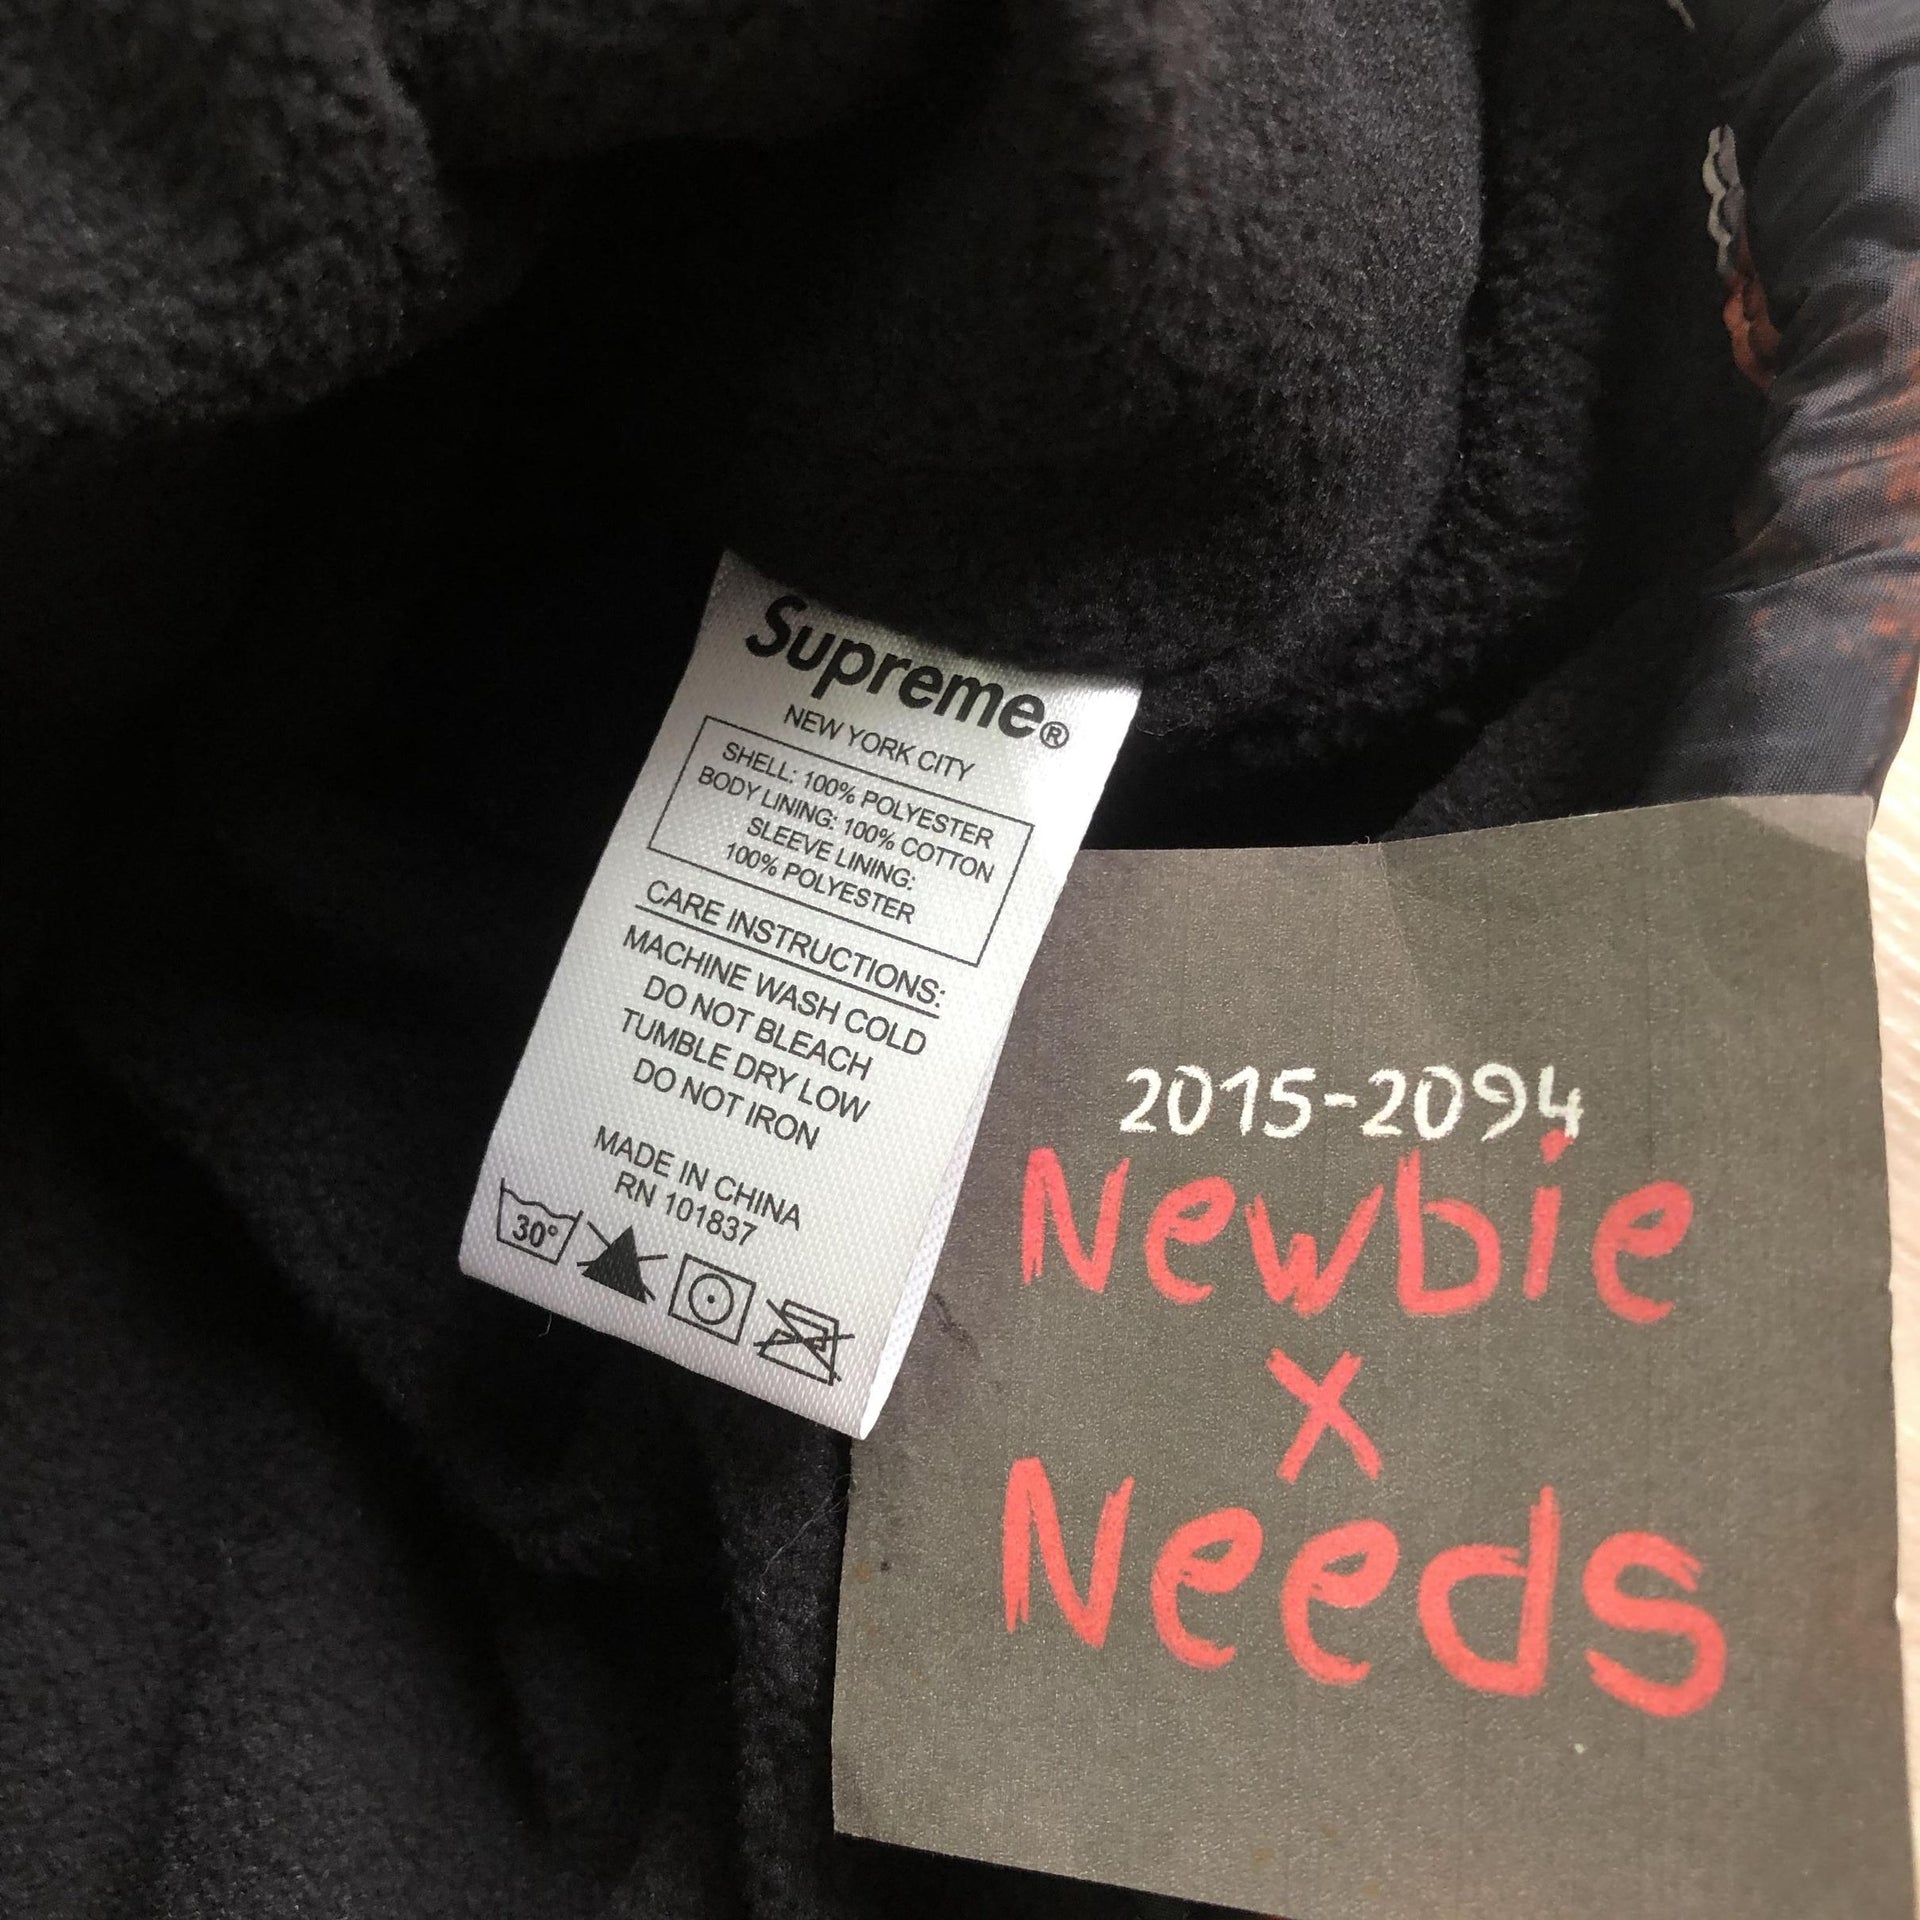 Supreme®
NEW YORK CITY
SHELL: 100% POLYESTER
BODY LINING: 100% COTTON
SLEEVE LINING:
100% POLYESTER
CARE INSTRUCTIONS:
MACHINE WASH COLD
DO NOT BLEACH
TUMBLE DRY LOW
DO NOT IRON
MADE IN CHINA
RN 101837
30°
2015-2094
Newbie
x
Needs